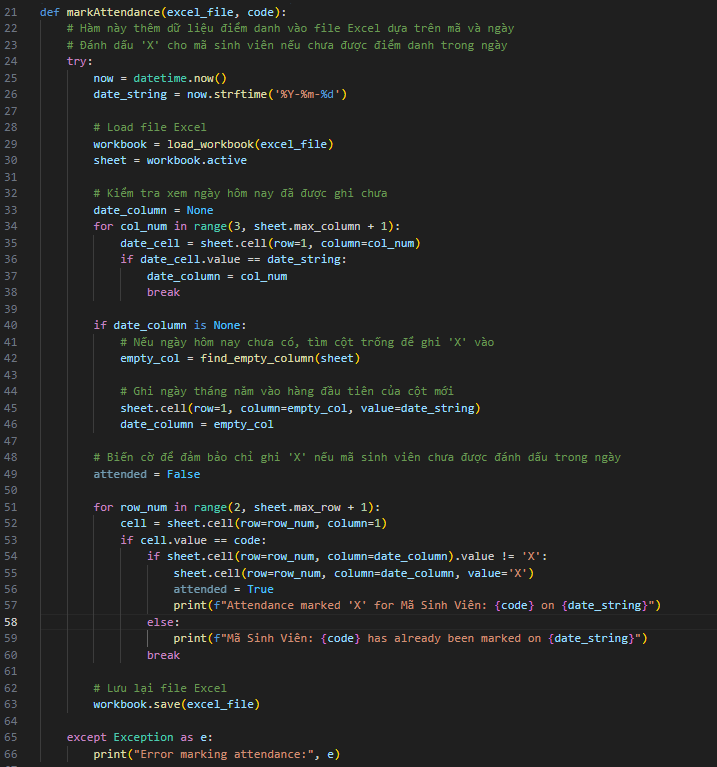 21 def markAttendance(excel_file, code):
22     # Hàm này thêm dữ liệu điểm danh vào file Excel dựa trên mã và ngày
23     # Đánh dấu 'X' cho mã sinh viên nếu chưa được điểm danh trong ngày
24     try:
25         now = datetime.now()
26         date_string = now.strftime('%Y-%m-%d')
27
28         # Load file Excel
29         workbook = load_workbook(excel_file)
30         sheet = workbook.active
31
32         # Kiểm tra xem ngày hôm nay đã được ghi chưa
33         date_column = None
34         for col_num in range(3, sheet.max_column + 1):
35             date_cell = sheet.cell(row=1, column=col_num)
36             if date_cell.value == date_string:
37                 date_column = col_num
38                 break
39
40         if date_column is None:
41             # Nếu ngày hôm nay chưa có, tìm cột trống để ghi 'X' vào
42             empty_col = find_empty_column(sheet)
43
44             # Ghi ngày tháng năm vào hàng đầu tiên của cột mới
45             sheet.cell(row=1, column=empty_col, value=date_string)
46             date_column = empty_col
47
48         # Biến cờ để đảm bảo chỉ ghi 'X' nếu mã sinh viên chưa được đánh dấu trong ngày
49         attended = False
50
51         for row_num in range(2, sheet.max_row + 1):
52             cell = sheet.cell(row=row_num, column=1)
53             if cell.value == code:
54                 if sheet.cell(row=row_num, column=date_column).value != 'X':
55                     sheet.cell(row=row_num, column=date_column, value='X')
56                     attended = True
57                     print(f"Attendance marked 'X' for Mã Sinh Viên: {code} on {date_string}")
58                 else:
59                     print(f"Mã Sinh Viên: {code} has already been marked on {date_string}")
60                 break
61
62         # Lưu lại file Excel
63         workbook.save(excel_file)
64
65     except Exception as e:
66         print("Error marking attendance:", e)